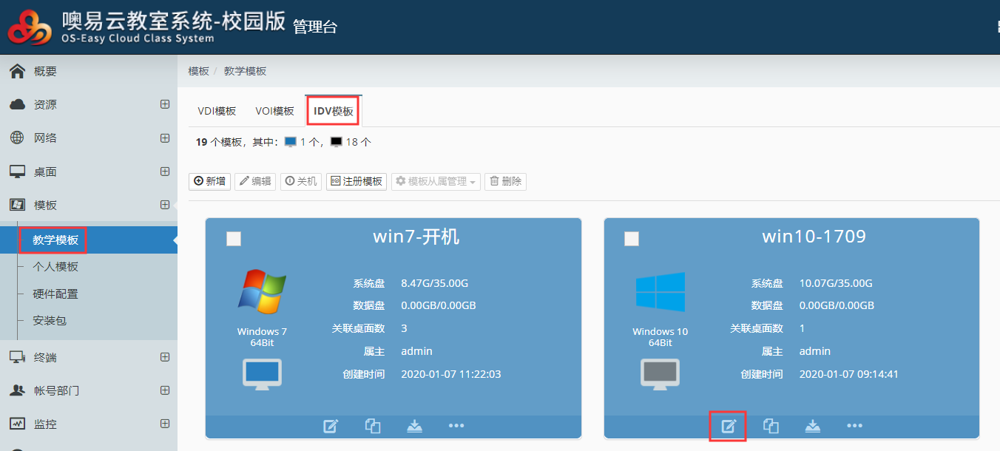 噢易云教室系统-校园版 管理台
OS-Easy Cloud Class System
概要
资源
网络
桌面
模板
教学模板
个人模板
硬件配置
安装包
终端
帐号部门
监控
模板 / 教学模板
VDI模板 VOI模板 IDV模板
19 个模板，其中： 1 个， 18 个
新增 编辑 关机 注册模板 模板从属管理 删除
win7-开机
Windows 7
64Bit
系统盘 8.47G/35.00G
数据盘 0.00GB/0.00GB
关联桌面数 3
属主 admin
创建时间 2020-01-07 11:22:03
win10-1709
Windows 10
64Bit
系统盘 10.07G/35.00G
数据盘 0.00GB/0.00GB
关联桌面数 1
属主 admin
创建时间 2020-01-07 09:14:41